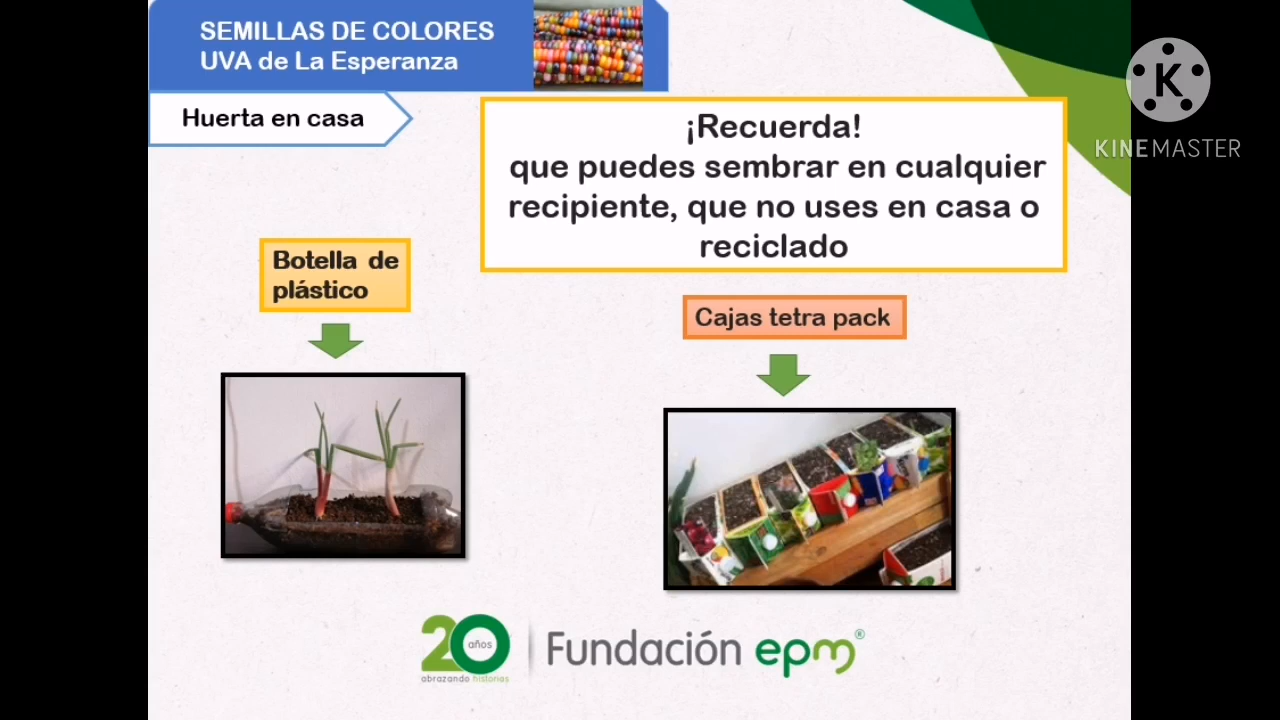 SEMILLAS DE COLORES
UVA de La Esperanza
Huerta en casa
¡Recuerda!
que puedes sembrar en cualquier
recipiente, que no uses en casa o
reciclado
Botella de
plástico
Cajas tetra pack
20 años
abrazando historias
Fundación epm®
K
KINEMASTER